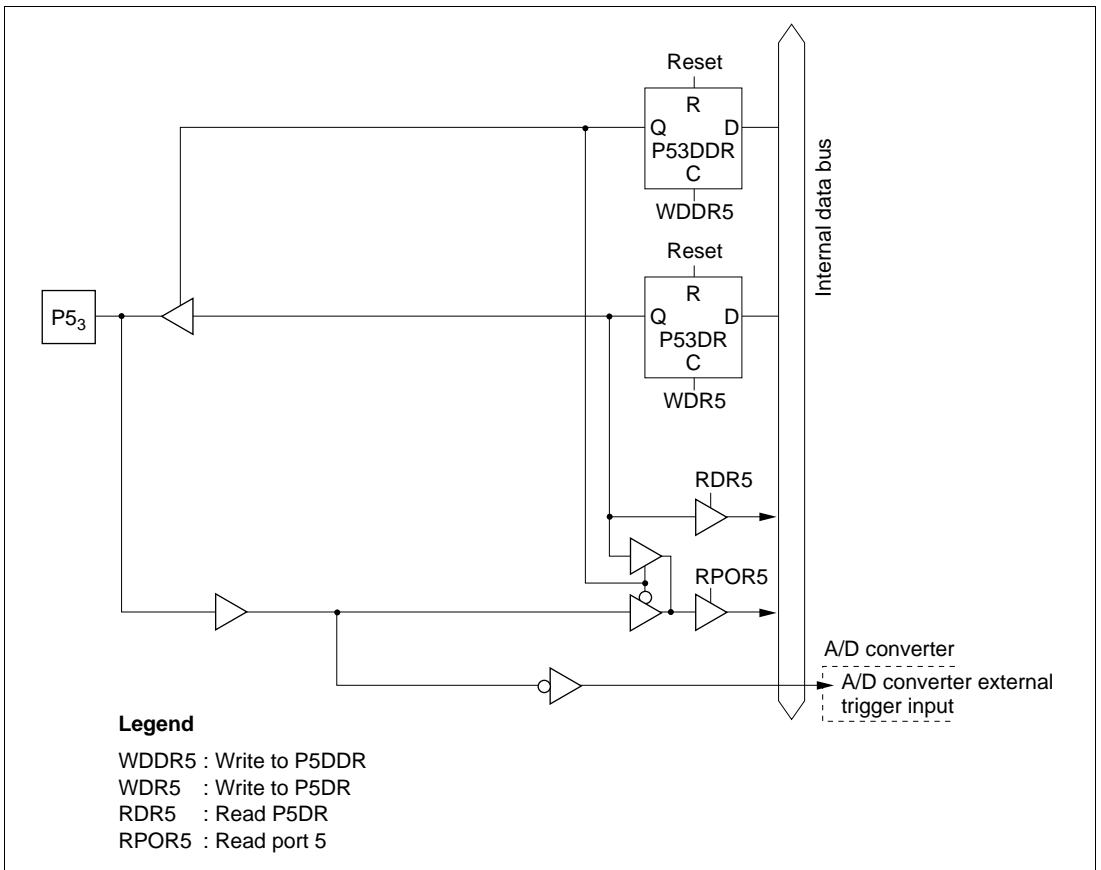 Reset
R
Q D
P53DDR
C
WDDR5
Internal data bus
Reset
R
P5₃
Q D
P53DR
C
WDR5
RDR5
RPOR5
A/D converter
A/D converter external
trigger input
Legend
WDDR5 : Write to P5DDR
WDR5 : Write to P5DR
RDR5 : Read P5DR
RPOR5 : Read port 5